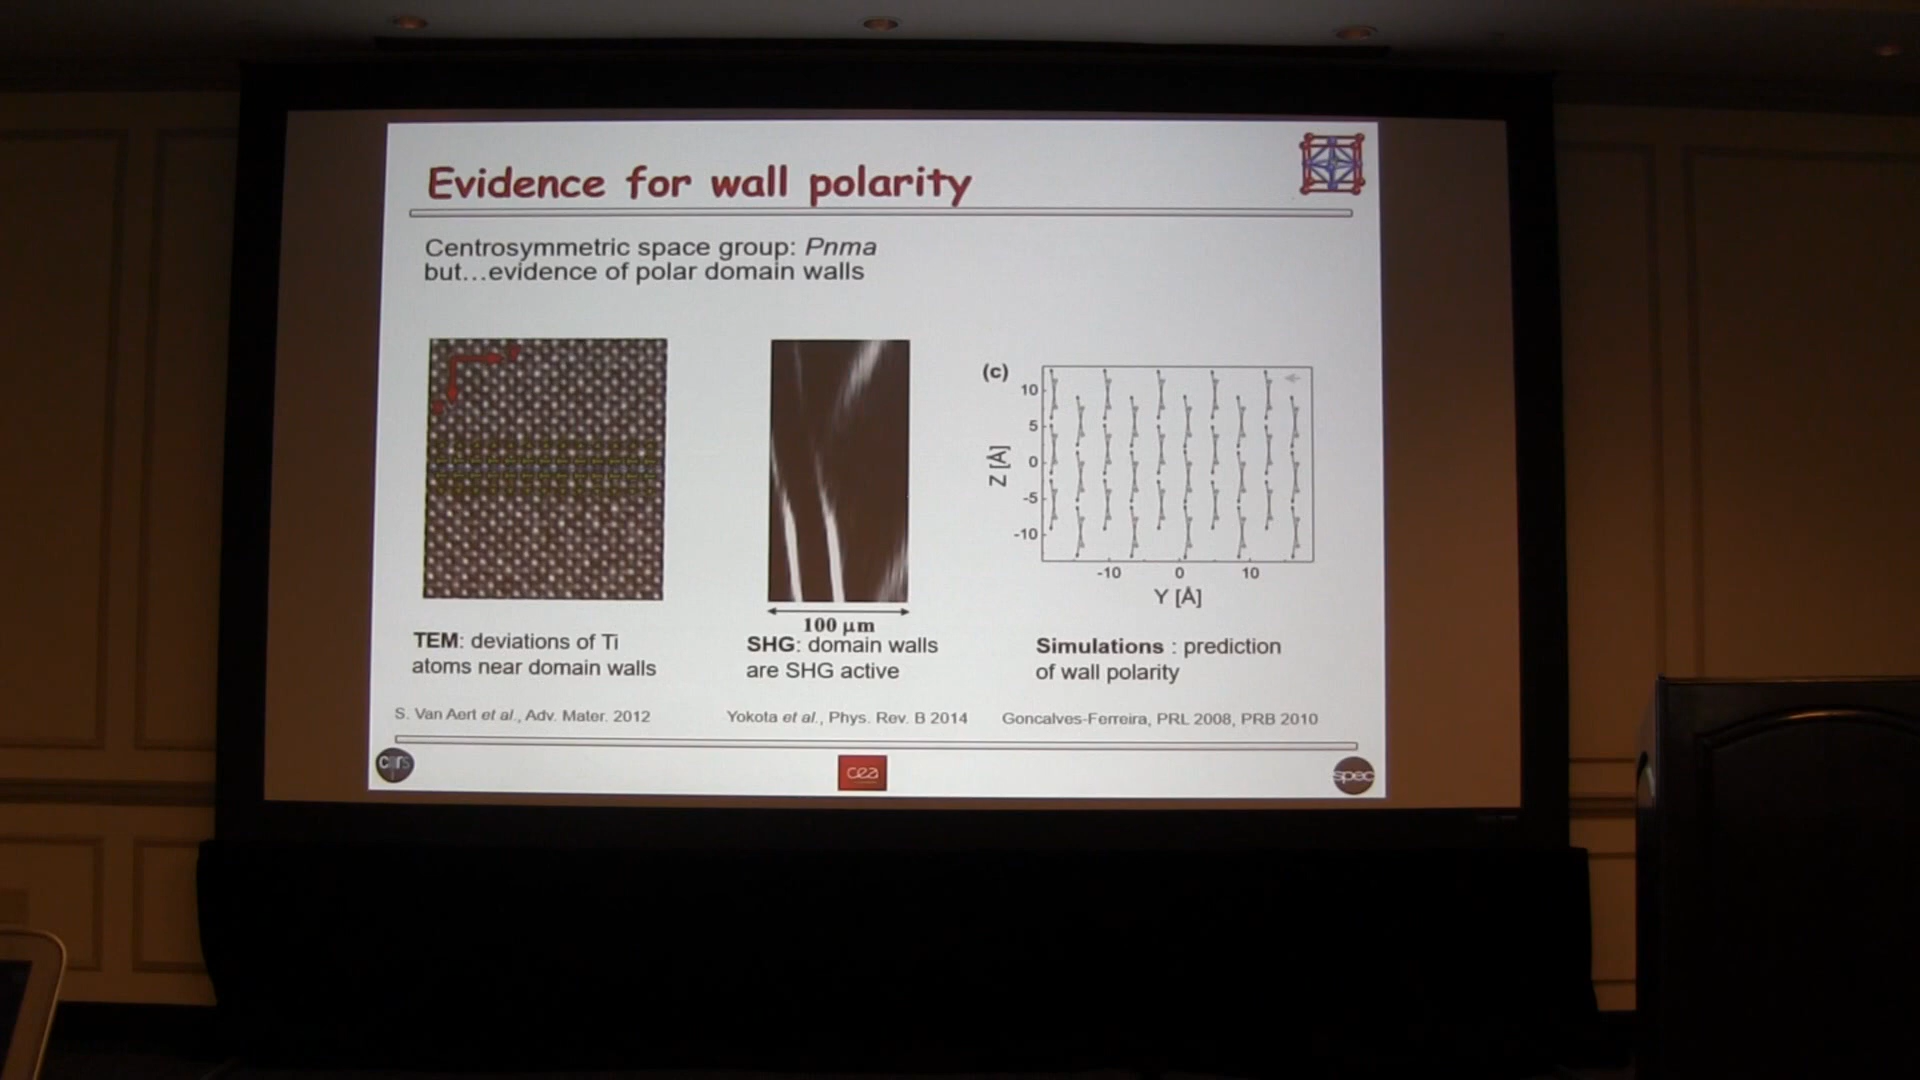 Evidence for wall polarity
Centrosymmetric space group: Pnma
but...evidence of polar domain walls
(c)
10
5
0
-5
-10
Z [Å]
-10 0 10
Y [Å]
100 µm
TEM: deviations of Ti
atoms near domain walls
SHG: domain walls
are SHG active
Simulations : prediction
of wall polarity
S. Van Aert et al., Adv. Mater. 2012
Yokota et al., Phys. Rev. B 2014
Goncalves-Ferreira, PRL 2008, PRB 2010
cnrs
cea
spec